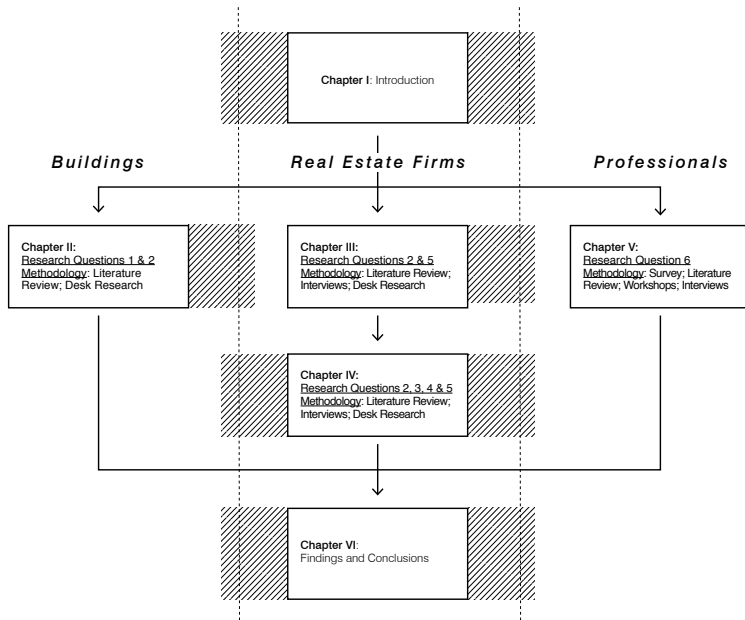 Chapter I: Introduction
Buildings
Real Estate Firms
Professionals
Chapter II:
Research Questions 1 & 2
Methodology: Literature
Review; Desk Research
Chapter III:
Research Questions 2 & 5
Methodology: Literature Review;
Interviews; Desk Research
Chapter V:
Research Question 6
Methodology: Survey; Literature
Review; Workshops; Interviews
Chapter IV:
Research Questions 2, 3, 4 & 5
Methodology: Literature Review;
Interviews; Desk Research
Chapter VI:
Findings and Conclusions